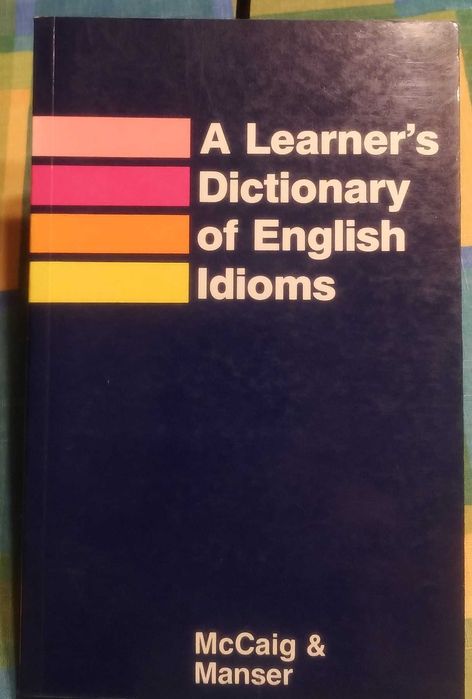 A Learner's
Dictionary
of English
Idioms
McCaig &
Manser